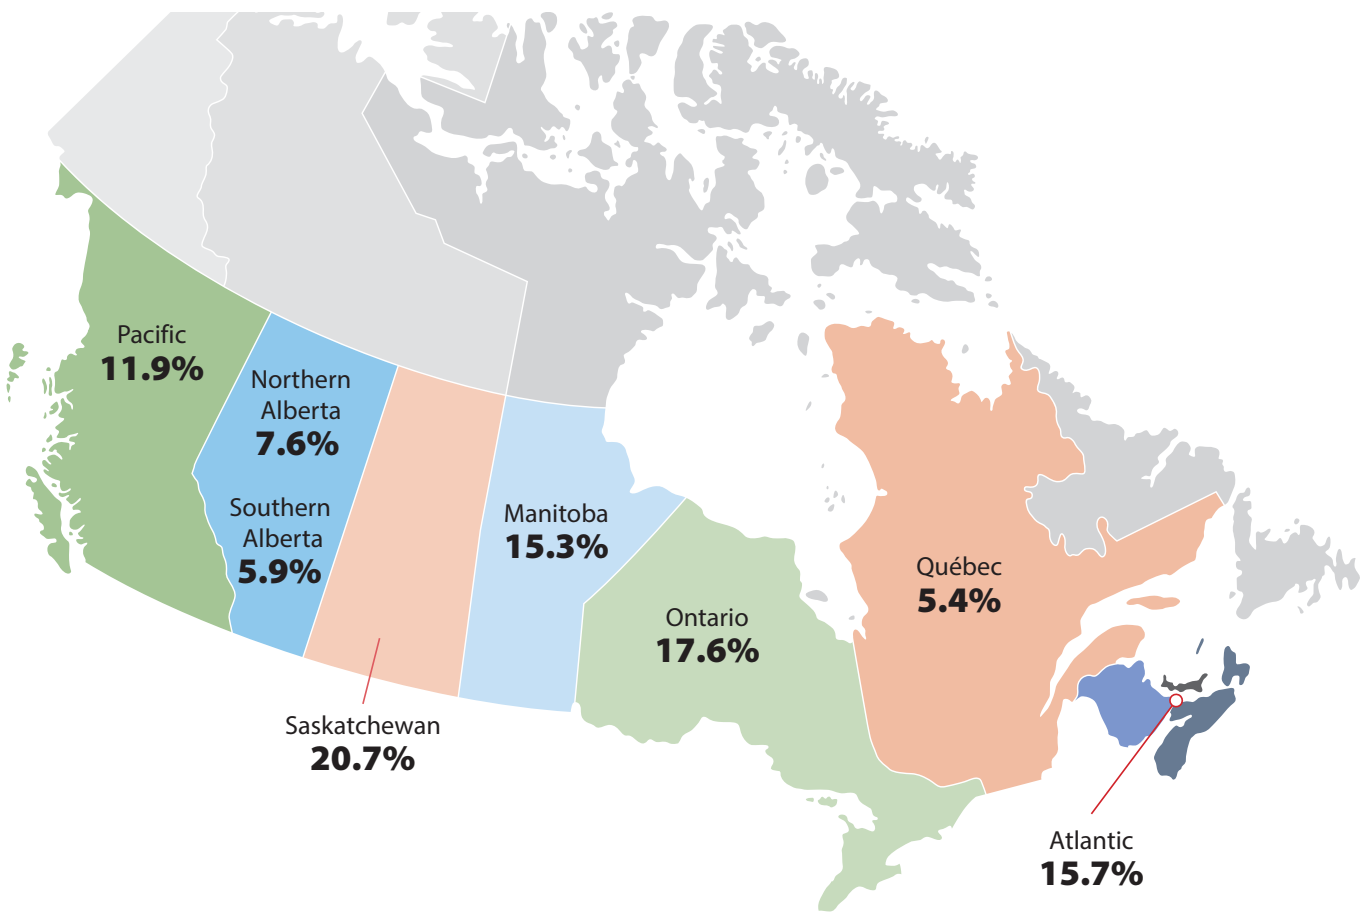 Pacific
11.9%
Northern
Alberta
7.6%
Southern
Alberta
5.9%
Saskatchewan
20.7%
Manitoba
15.3%
Ontario
17.6%
Québec
5.4%
Atlantic
15.7%